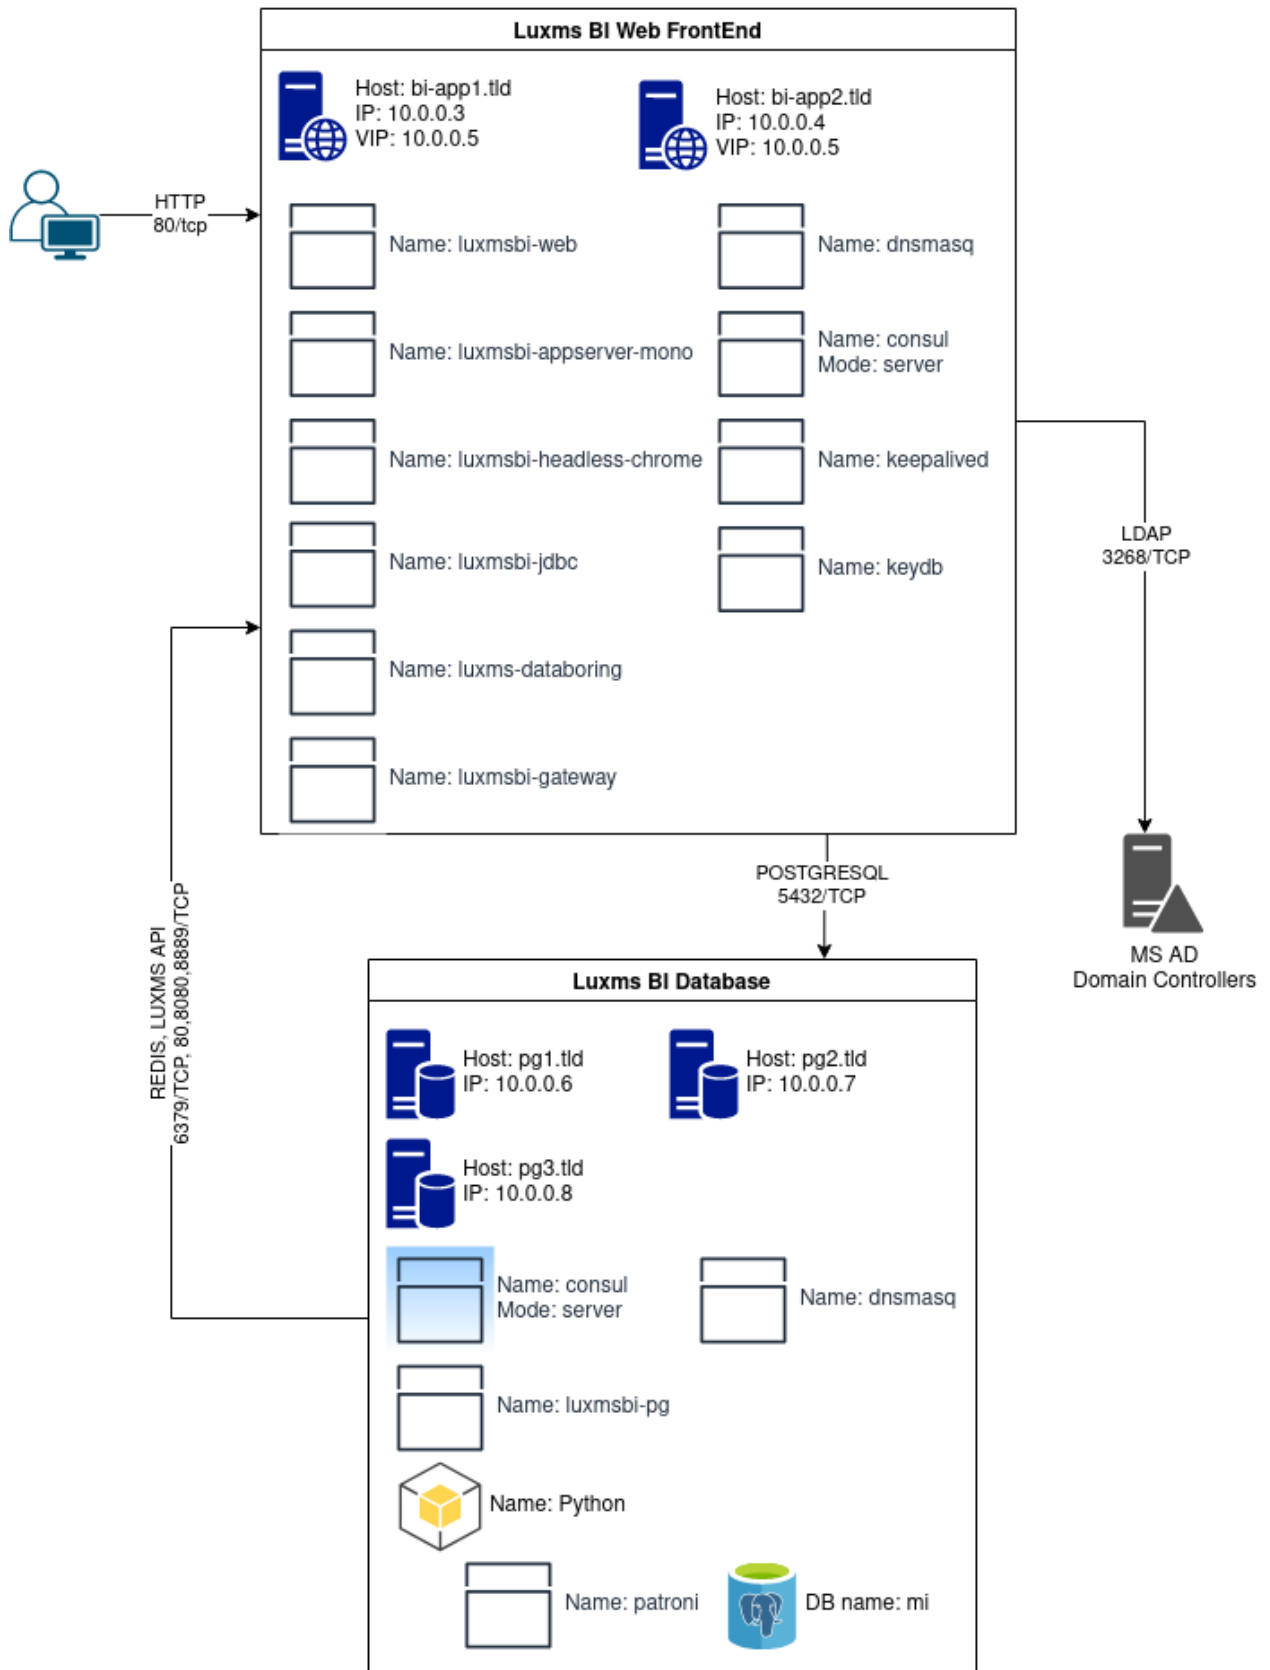 Luxms BI Web FrontEnd
Host: bi-app1.tld
IP: 10.0.0.3
VIP: 10.0.0.5
Host: bi-app2.tld
IP: 10.0.0.4
VIP: 10.0.0.5
HTTP
80/tcp
Name: luxmsbi-web
Name: dnsmasq
Name: luxmsbi-appserver-mono
Name: consul
Mode: server
Name: luxmsbi-headless-chrome
Name: keepalived
Name: luxmsbi-jdbc
Name: keydb
Name: luxms-databoring
Name: luxmsbi-gateway
LDAP
3268/TCP
POSTGRESQL
5432/TCP
REDIS, LUXMS API
6379/TCP, 80,8080,8889/TCP
MS AD
Domain Controllers
Luxms BI Database
Host: pg1.tld
IP: 10.0.0.6
Host: pg2.tld
IP: 10.0.0.7
Host: pg3.tld
IP: 10.0.0.8
Name: consul
Mode: server
Name: dnsmasq
Name: luxmsbi-pg
Name: Python
Name: patroni
DB name: mi